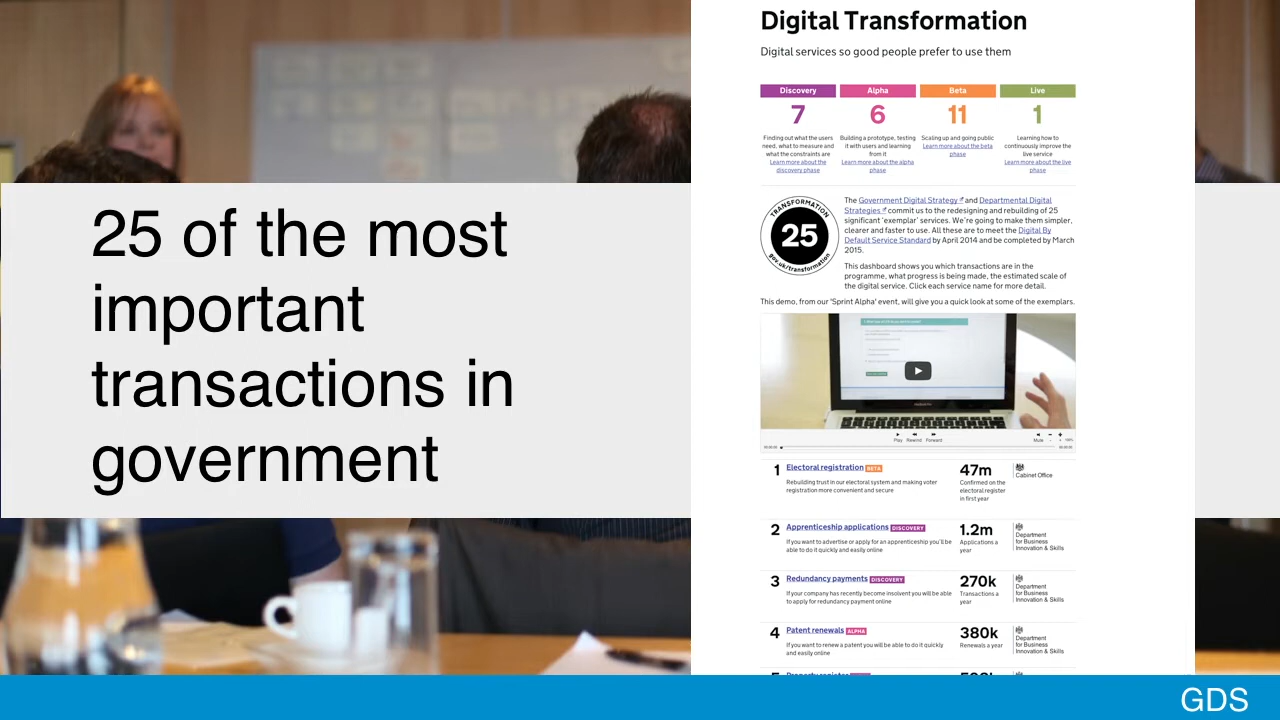 25 of the most
important
transactions in
government
Digital Transformation
Digital services so good people prefer to use them
Discovery
7
Finding out what the users
need, what to measure and
what the constraints are
Learn more about the
discovery phase
Alpha
6
Building a prototype, testing
it with users and learning
from it
Learn more about the alpha
phase
Beta
11
Scaling up and going public
Learn more about the beta
phase
Live
1
Learning how to
continuously improve the
live service
Learn more about the live
phase
TRANSFORMATION
25
gov.uk/transformation
The Government Digital Strategy and Departmental Digital
Strategies commit us to the redesigning and rebuilding of 25
significant ‘exemplar’ services. We’re going to make them simpler,
clearer and faster to use. All these are to meet the Digital By
Default Service Standard by April 2014 and be completed by March
2015.
This dashboard shows you which transactions are in the
programme, what progress is being made, the estimated scale of
the digital service. Click each service name for more detail.
This demo, from our 'Sprint Alpha' event, will give you a quick look at some of the exemplars.
Play Rewind Forward Mute 100%
00:00:00 00:00:00
1 Electoral registration BETA
Rebuilding trust in our electoral system and making voter
registration more convenient and secure
47m
Confirmed on the
electoral register
in first year
Cabinet Office
2 Apprenticeship applications DISCOVERY
If you want to advertise or apply for an apprenticeship you’ll be
able to do it quickly and easily online
1.2m
Applications a
year
Department
for Business
Innovation & Skills
3 Redundancy payments DISCOVERY
If your company has recently become insolvent you will be able
to apply for redundancy payment online
270k
Transactions a
year
Department
for Business
Innovation & Skills
4 Patent renewals ALPHA
If you want to renew a patent you will be able to do it quickly
and easily online
380k
Renewals a year
Department
for Business
Innovation & Skills
GDS